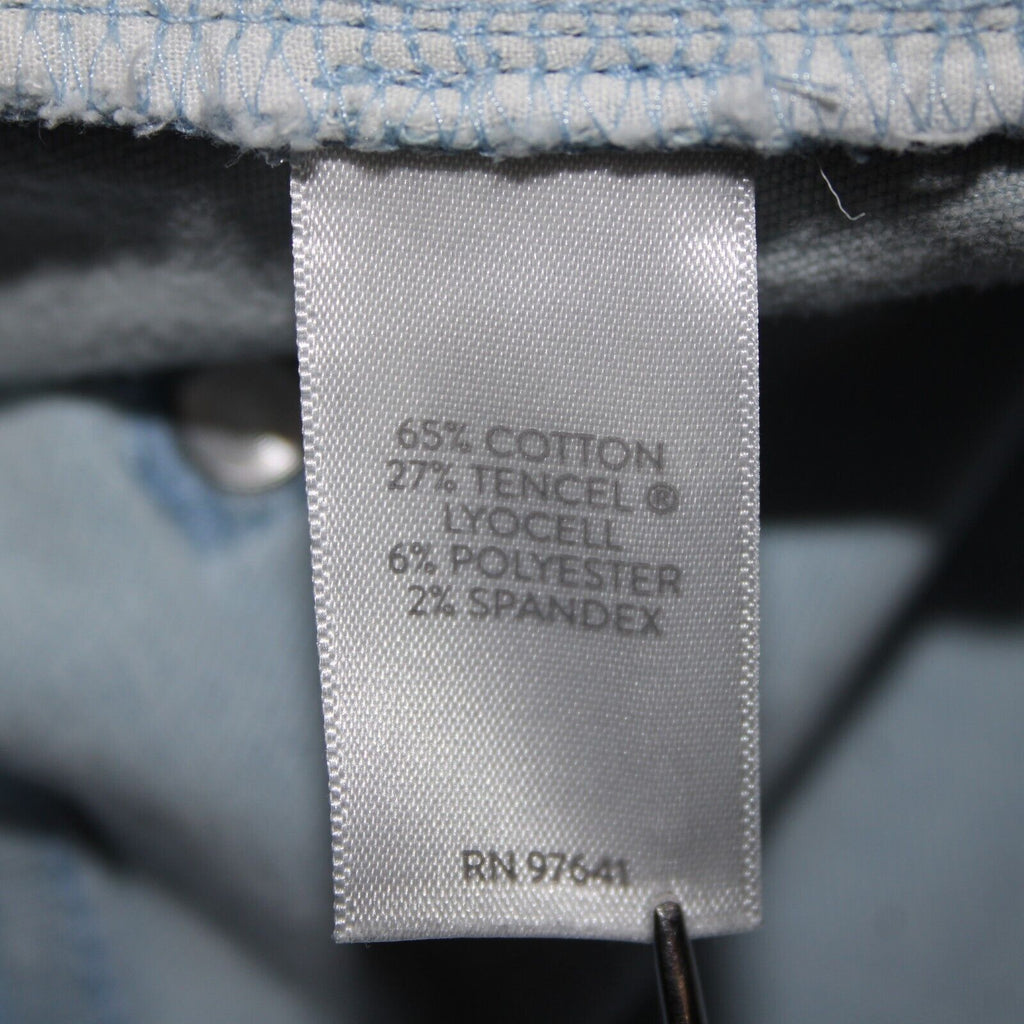 65% COTTON
27% TENCEL ®
LYOCELL
6% POLYESTER
2% SPANDEX
RN 97641